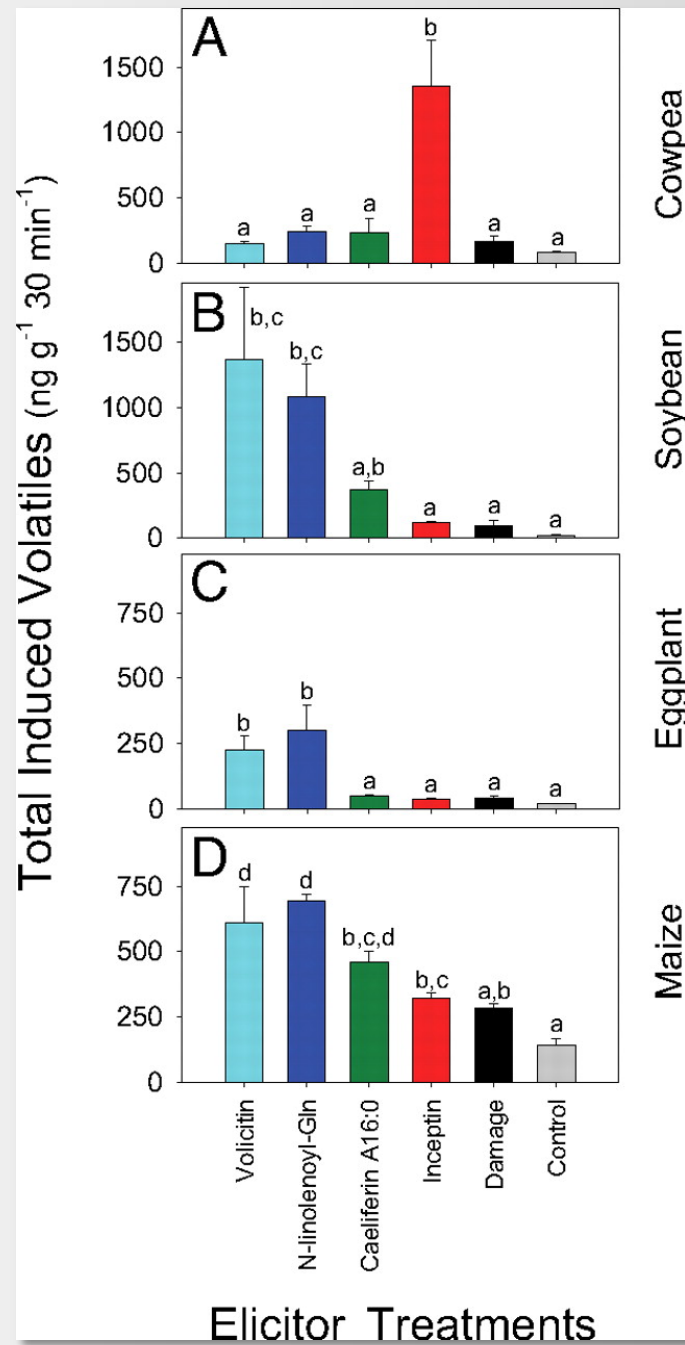 Total Induced Volatiles (ng g⁻¹ 30 min⁻¹)
A
1500
1000
500
0
a
a
a
b
a
a
Cowpea
B
1500
1000
500
0
b,c
b,c
a,b
a
a
a
Soybean
C
750
500
250
0
b
b
a
a
a
a
Eggplant
D
750
500
250
0
d
d
b,c,d
b,c
a,b
a
Maize
Volicitin
N-linolenoyl-Gln
Caeliferin A16:0
Inceptin
Damage
Control
Elicitor Treatments